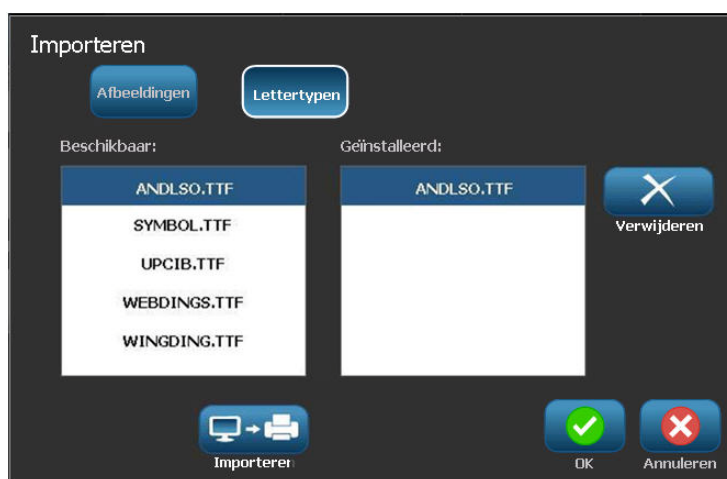 Importeren
Afbeeldingen
Lettertypen
Beschikbaar:
Geïnstalleerd:
ANDLSO.TTF
SYMBOL.TTF
UPCIB.TTF
WEBDINGS.TTF
WINGDING.TTF
ANDLSO.TTF
Verwijderen
Importeren
OK
Annuleren